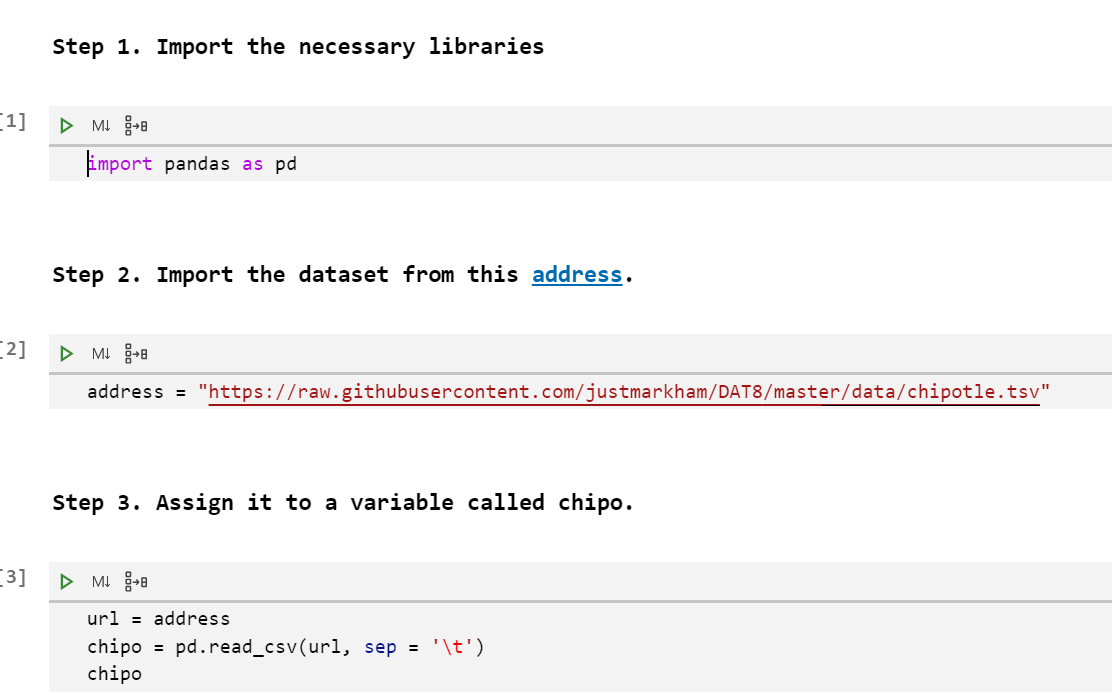 Step 1. Import the necessary libraries
[1]
M↓
import pandas as pd
Step 2. Import the dataset from this address.
[2]
M↓
address = "https://raw.githubusercontent.com/justmarkham/DAT8/master/data/chipotle.tsv"
Step 3. Assign it to a variable called chipo.
[3]
M↓
url = address
chipo = pd.read_csv(url, sep = '\t')
chipo